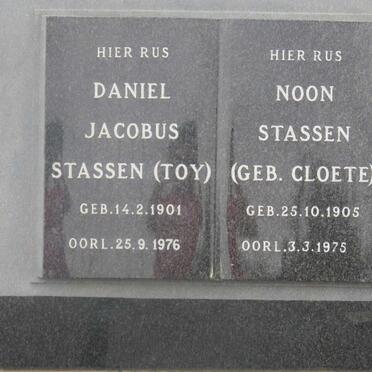 HIER RUS
DANIEL
JACOBUS
STASSEN (TOY)
GEB.14.2.1901
OORL.25.9.1976
HIER RUS
NOON
STASSEN
(GEB. CLOETE)
GEB.25.10.1905
OORL.3.3.1975